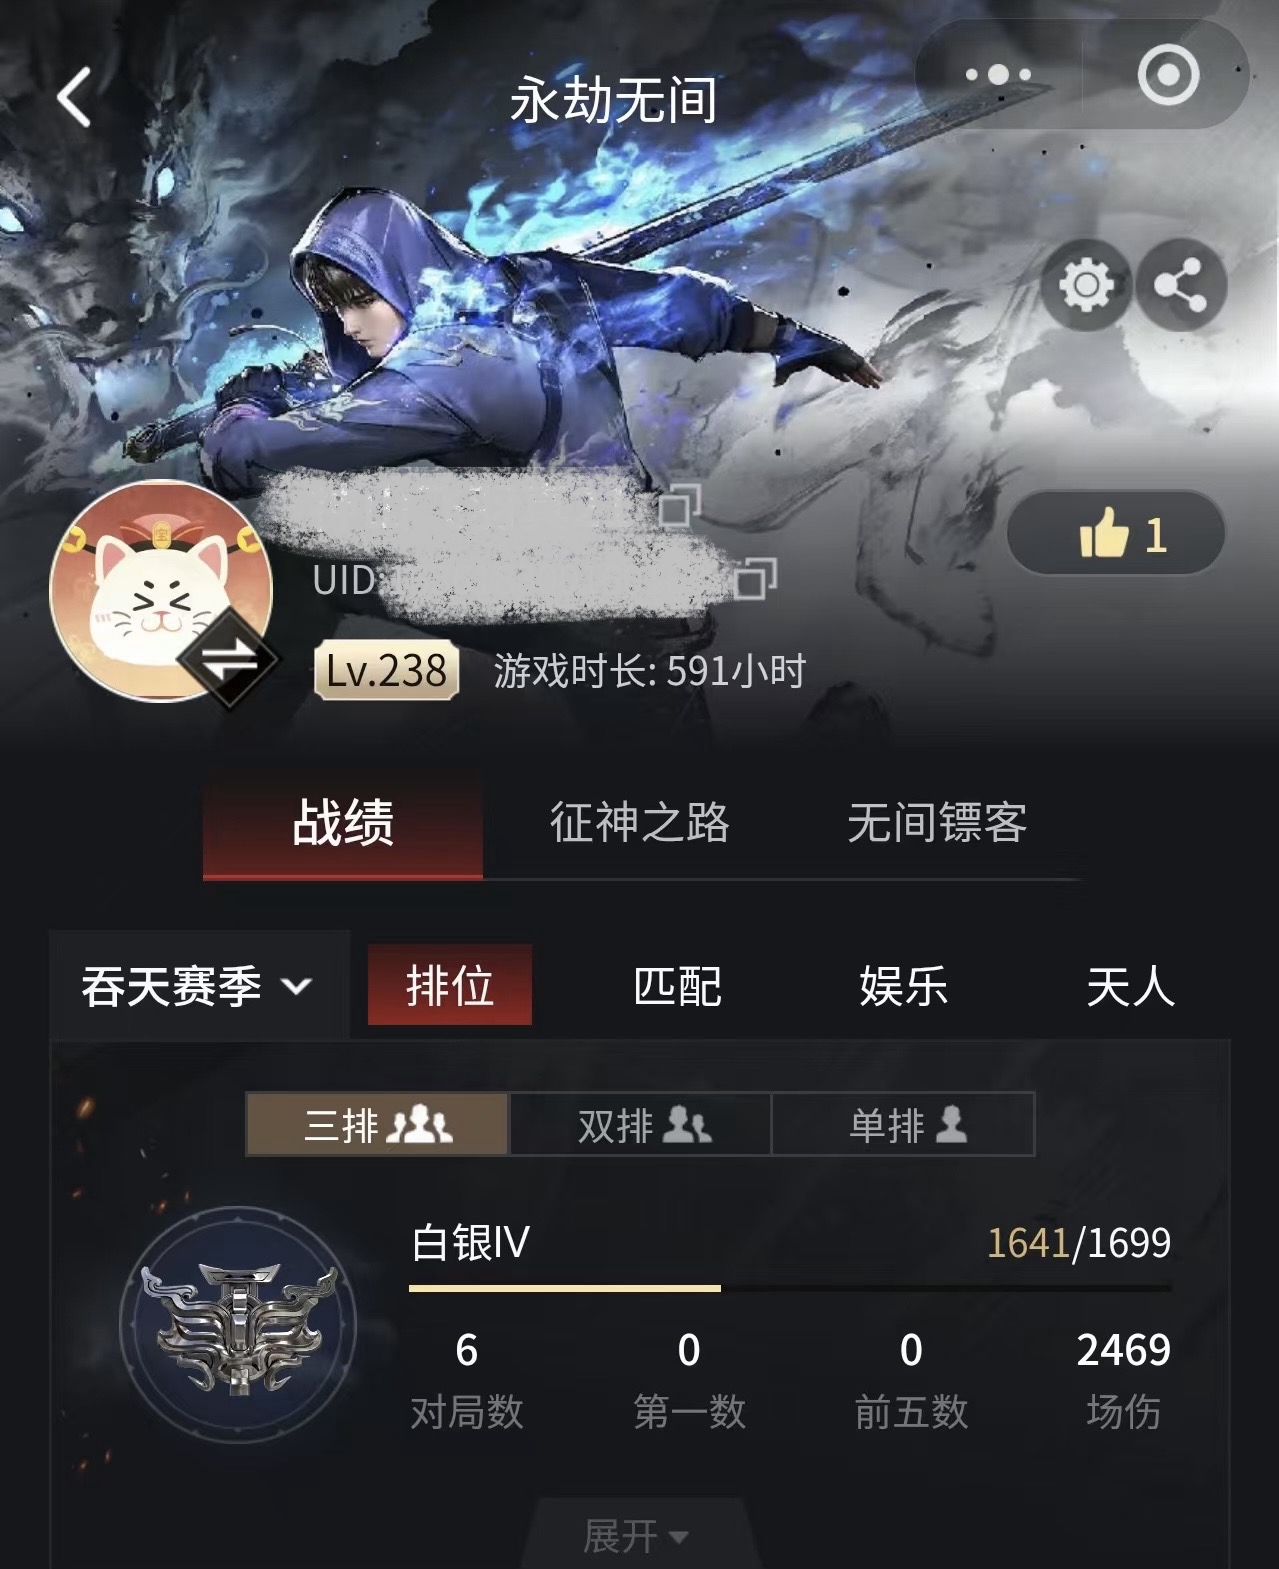 永劫无间
1
UID:
Lv.238 游戏时长: 591小时
战绩 征神之路 无间镖客
吞天赛季 排位 匹配 娱乐 天人
三排 双排 单排
白银IV 1641/1699
6 0 0 2469
对局数 第一数 前五数 场伤
展开